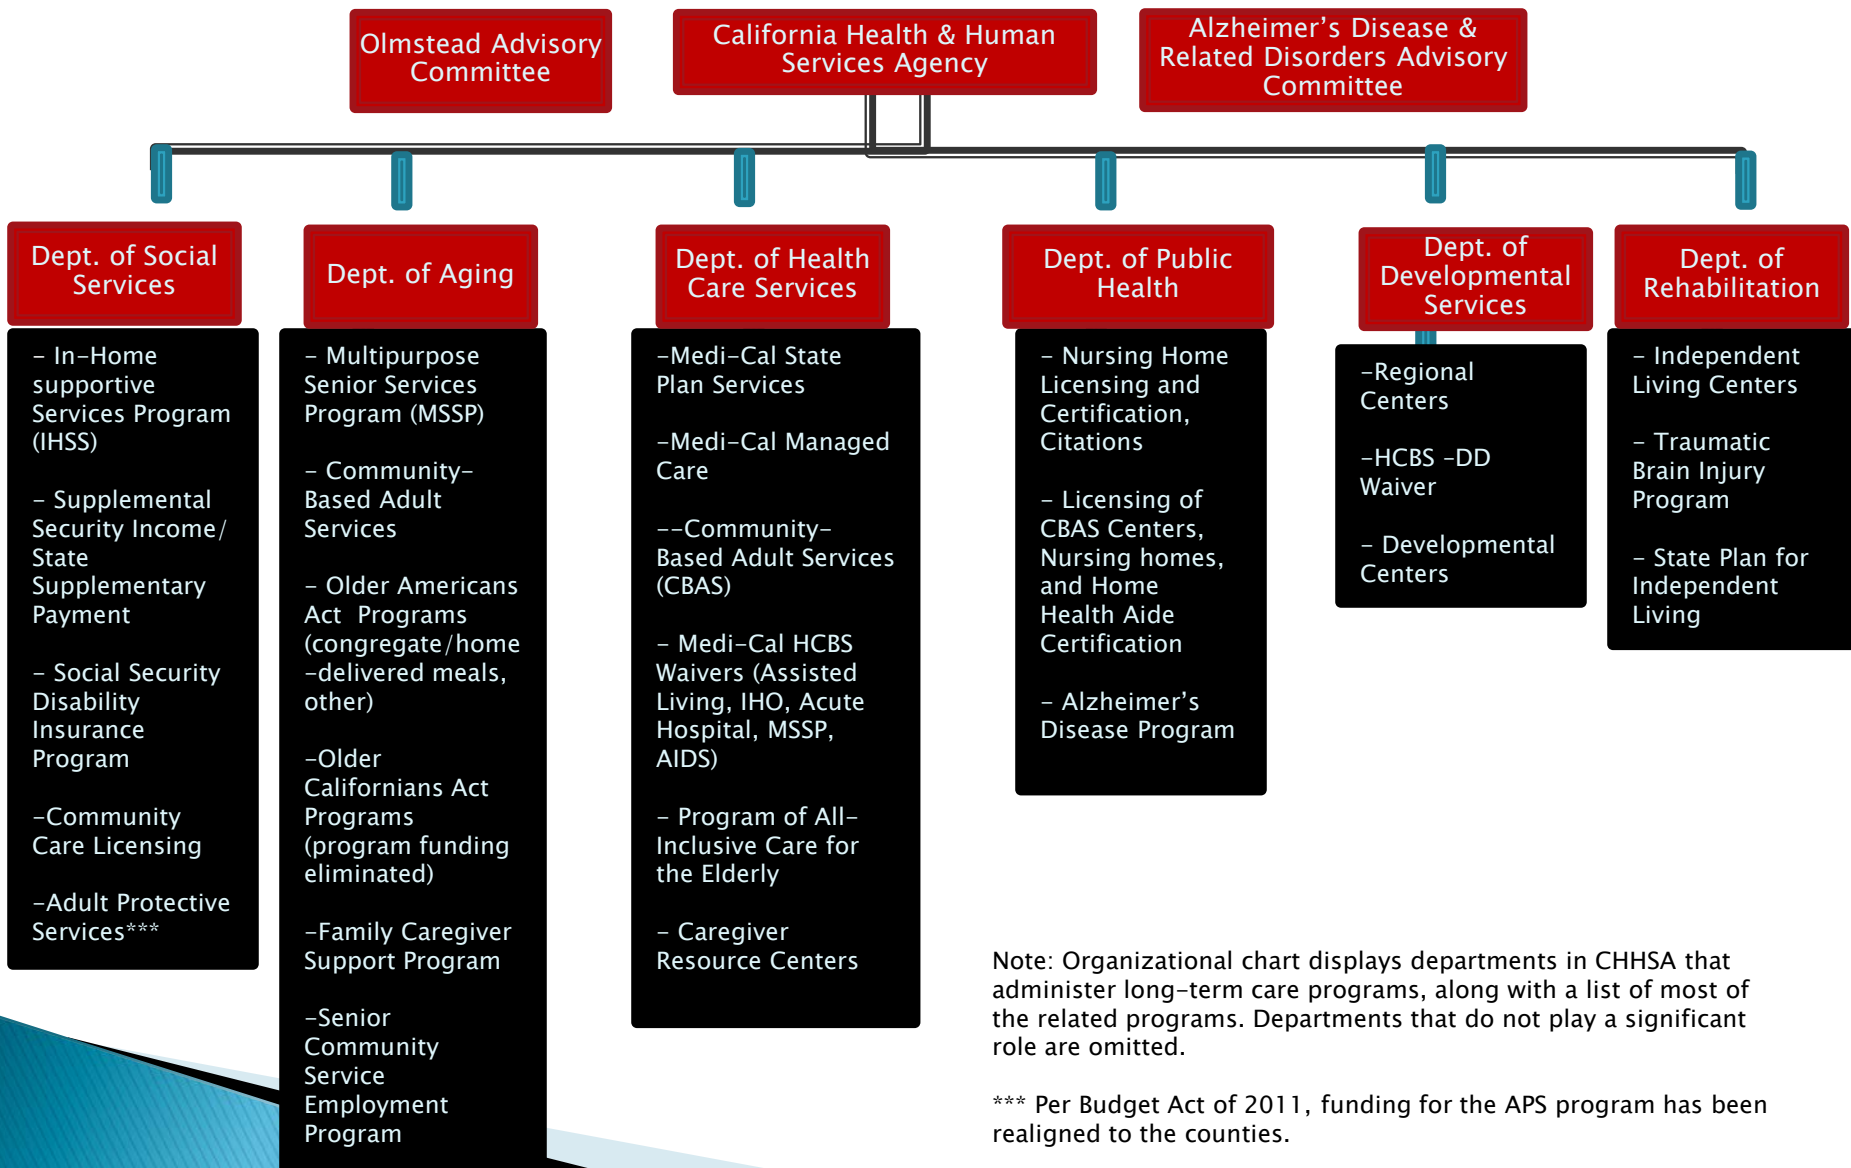 Olmstead Advisory
Committee
California Health & Human
Services Agency
Alzheimer’s Disease &
Related Disorders Advisory
Committee
Dept. of Social
Services
- In-Home
supportive
Services Program
(IHSS)
- Supplemental
Security Income/
State
Supplementary
Payment
- Social Security
Disability
Insurance
Program
-Community
Care Licensing
-Adult Protective
Services***
Dept. of Aging
- Multipurpose
Senior Services
Program (MSSP)
- Community-
Based Adult
Services
- Older Americans
Act Programs
(congregate/home
-delivered meals,
other)
-Older
Californians Act
Programs
(program funding
eliminated)
-Family Caregiver
Support Program
-Senior
Community
Service
Employment
Program
Dept. of Health
Care Services
-Medi-Cal State
Plan Services
-Medi-Cal Managed
Care
--Community-
Based Adult Services
(CBAS)
- Medi-Cal HCBS
Waivers (Assisted
Living, IHO, Acute
Hospital, MSSP,
AIDS)
- Program of All-
Inclusive Care for
the Elderly
- Caregiver
Resource Centers
Dept. of Public
Health
- Nursing Home
Licensing and
Certification,
Citations
- Licensing of
CBAS Centers,
Nursing homes,
and Home
Health Aide
Certification
- Alzheimer’s
Disease Program
Dept. of
Developmental
Services
-Regional
Centers
-HCBS -DD
Waiver
- Developmental
Centers
Dept. of
Rehabilitation
- Independent
Living Centers
- Traumatic
Brain Injury
Program
- State Plan for
Independent
Living
Note: Organizational chart displays departments in CHHSA that
administer long-term care programs, along with a list of most of
the related programs. Departments that do not play a significant
role are omitted.
*** Per Budget Act of 2011, funding for the APS program has been
realigned to the counties.